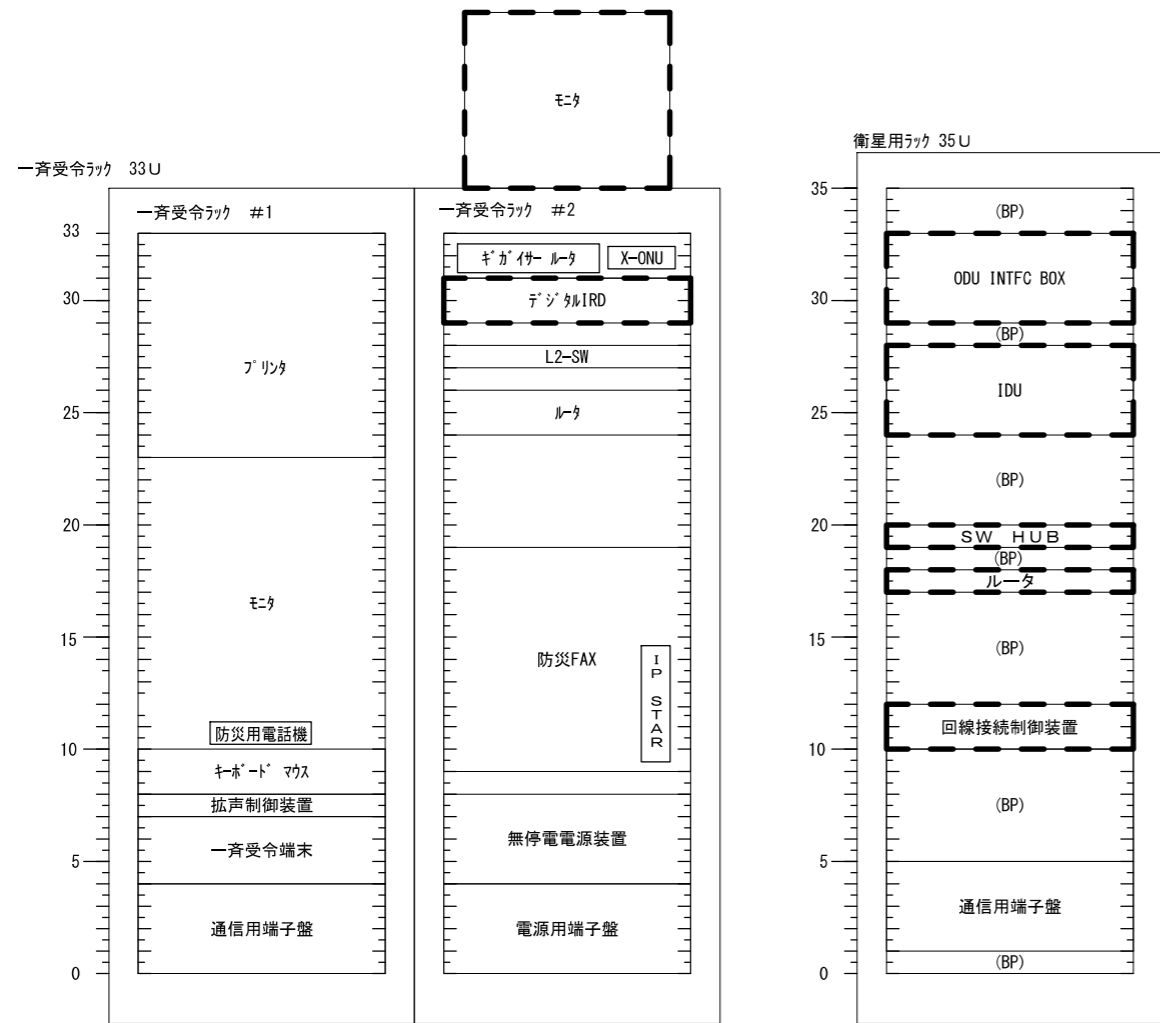 モニタ
一斉受令ラック 33U
衛星用ラック 35U
一斉受令ラック #1
一斉受令ラック #2
33
30
25
20
15
10
5
0
プリンタ
モニタ
防災用電話機
キーボード マウス
拡声制御装置
一斉受令端末
通信用端子盤
ギガイサー ルータ
X-ONU
デジタルIRD
L2-SW
ルータ
防災FAX
IP STAR
無停電電源装置
電源用端子盤
35
30
25
20
15
10
5
0
(BP)
ODU INTFC BOX
(BP)
IDU
(BP)
SW HUB
(BP)
ルータ
(BP)
回線接続制御装置
(BP)
通信用端子盤
(BP)